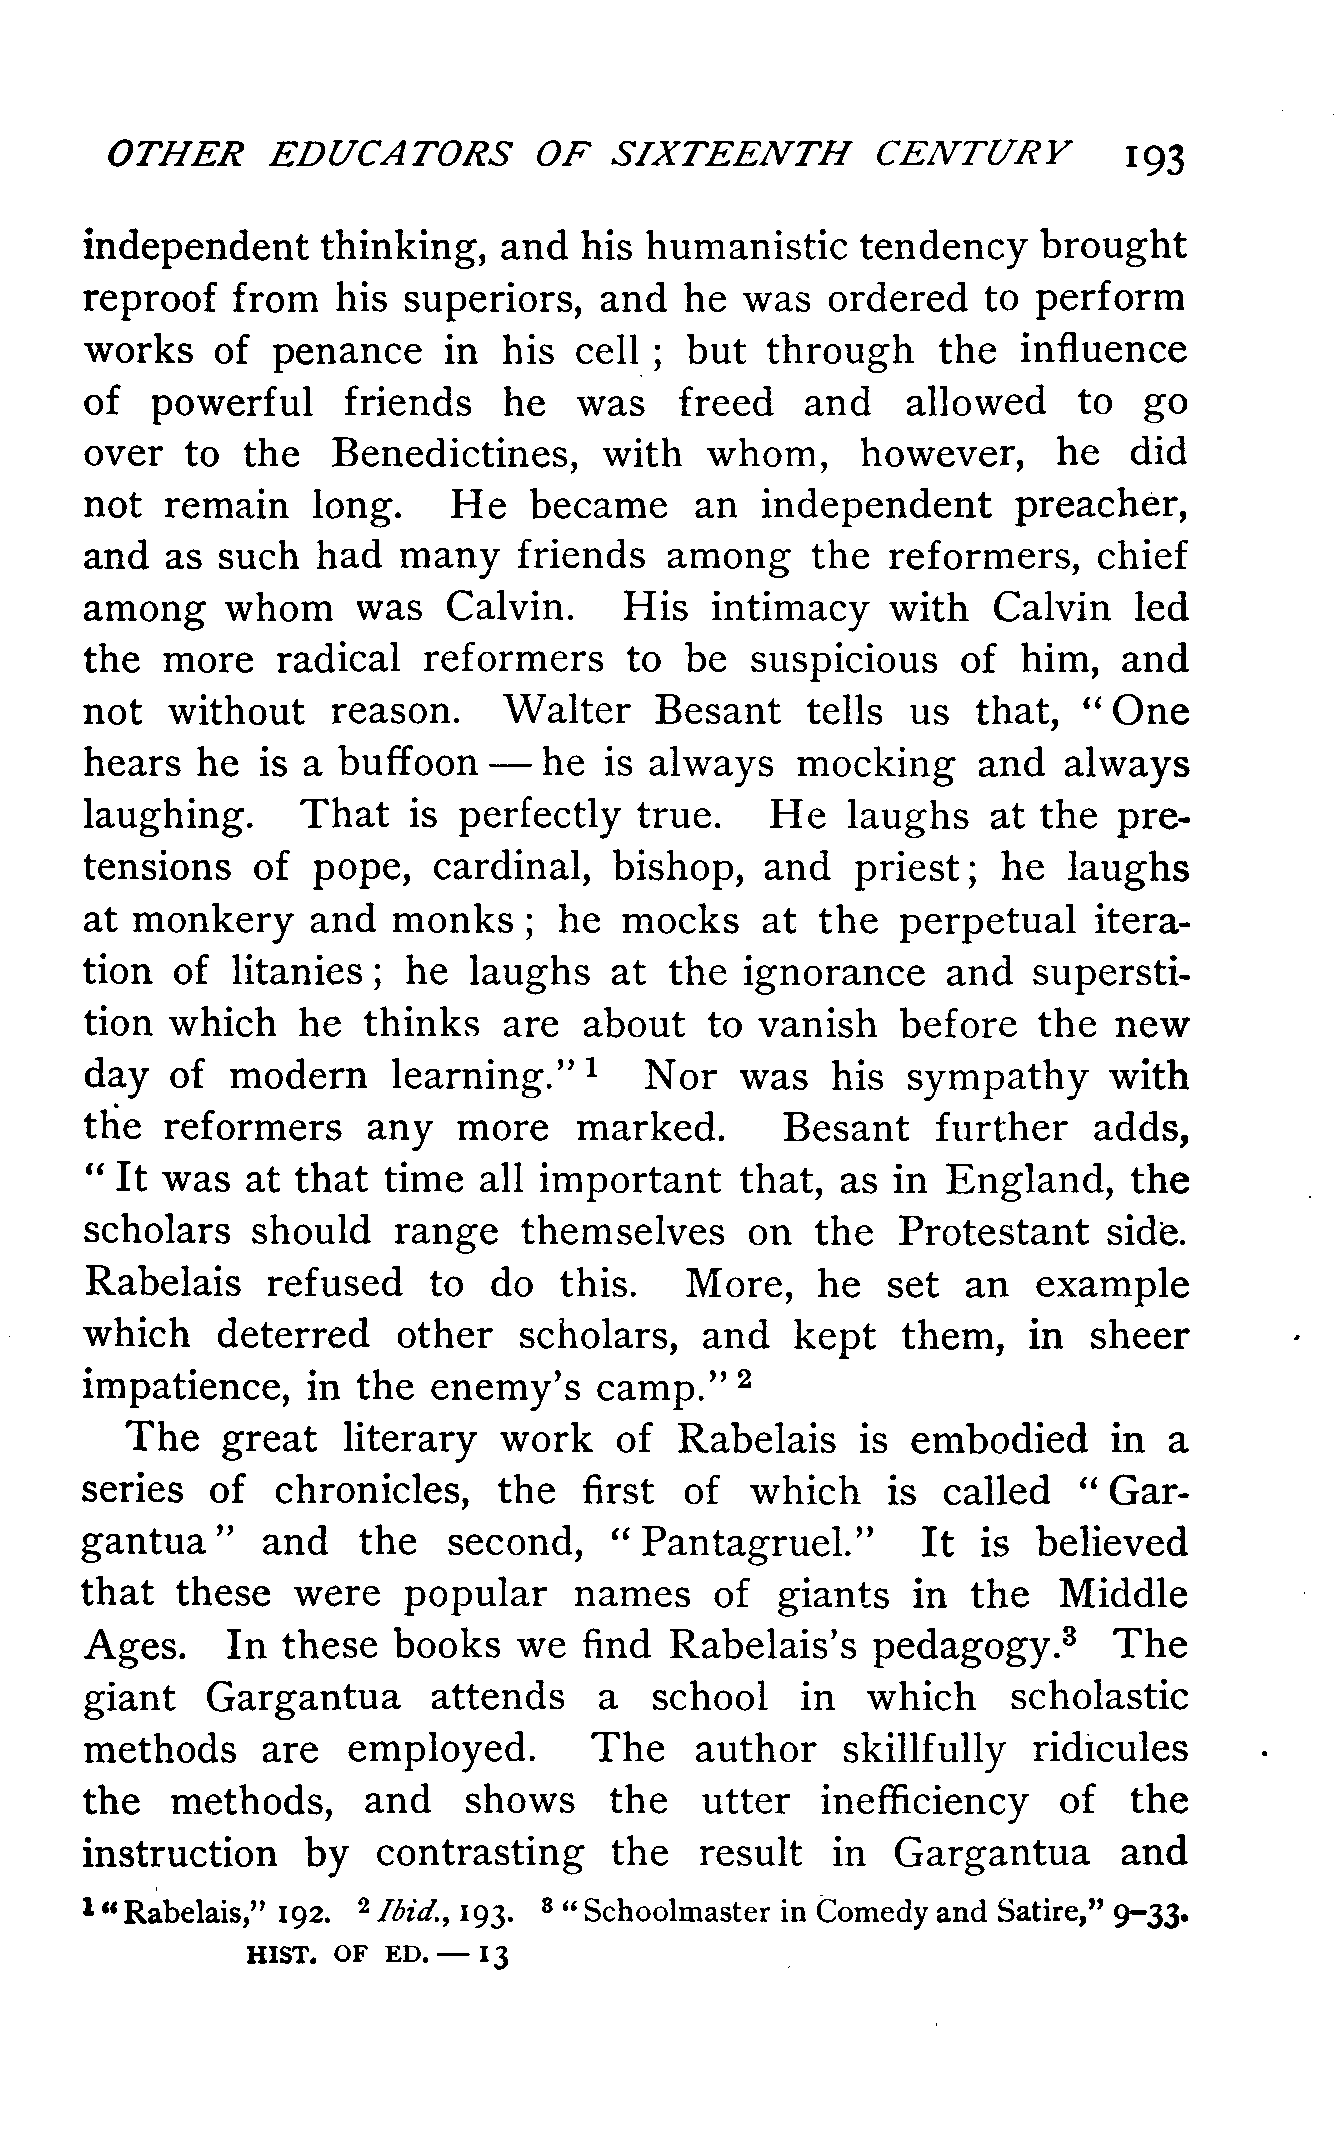 OTHER EDUCATORS OF SIXTEENTH CENTURY 193
independent thinking, and his humanistic tendency brought
reproof from his superiors, and he was ordered to perform
works of penance in his cell ; but through the influence
of powerful friends he was freed and allowed to go
over to the Benedictines, with whom, however, he did
not remain long. He became an independent preacher,
and as such had many friends among the reformers, chief
among whom was Calvin. His intimacy with Calvin led
the more radical reformers to be suspicious of him, and
not without reason. Walter Besant tells us that, “ One
hears he is a buffoon — he is always mocking and always
laughing. That is perfectly true. He laughs at the pre-
tensions of pope, cardinal, bishop, and priest ; he laughs
at monkery and monks ; he mocks at the perpetual itera-
tion of litanies ; he laughs at the ignorance and supersti-
tion which he thinks are about to vanish before the new
day of modern learning.” ¹ Nor was his sympathy with
the reformers any more marked. Besant further adds,
“ It was at that time all important that, as in England, the
scholars should range themselves on the Protestant side.
Rabelais refused to do this. More, he set an example
which deterred other scholars, and kept them, in sheer
impatience, in the enemy’s camp.” ²
The great literary work of Rabelais is embodied in a
series of chronicles, the first of which is called “ Gar-
gantua ” and the second, “ Pantagruel.” It is believed
that these were popular names of giants in the Middle
Ages. In these books we find Rabelais’s pedagogy.³ The
giant Gargantua attends a school in which scholastic
methods are employed. The author skillfully ridicules
the methods, and shows the utter inefficiency of the
instruction by contrasting the result in Gargantua and
¹ “ Rabelais,” 192. ² Ibid., 193. ³ “ Schoolmaster in Comedy and Satire,” 9–33.
HIST. OF ED. — 13